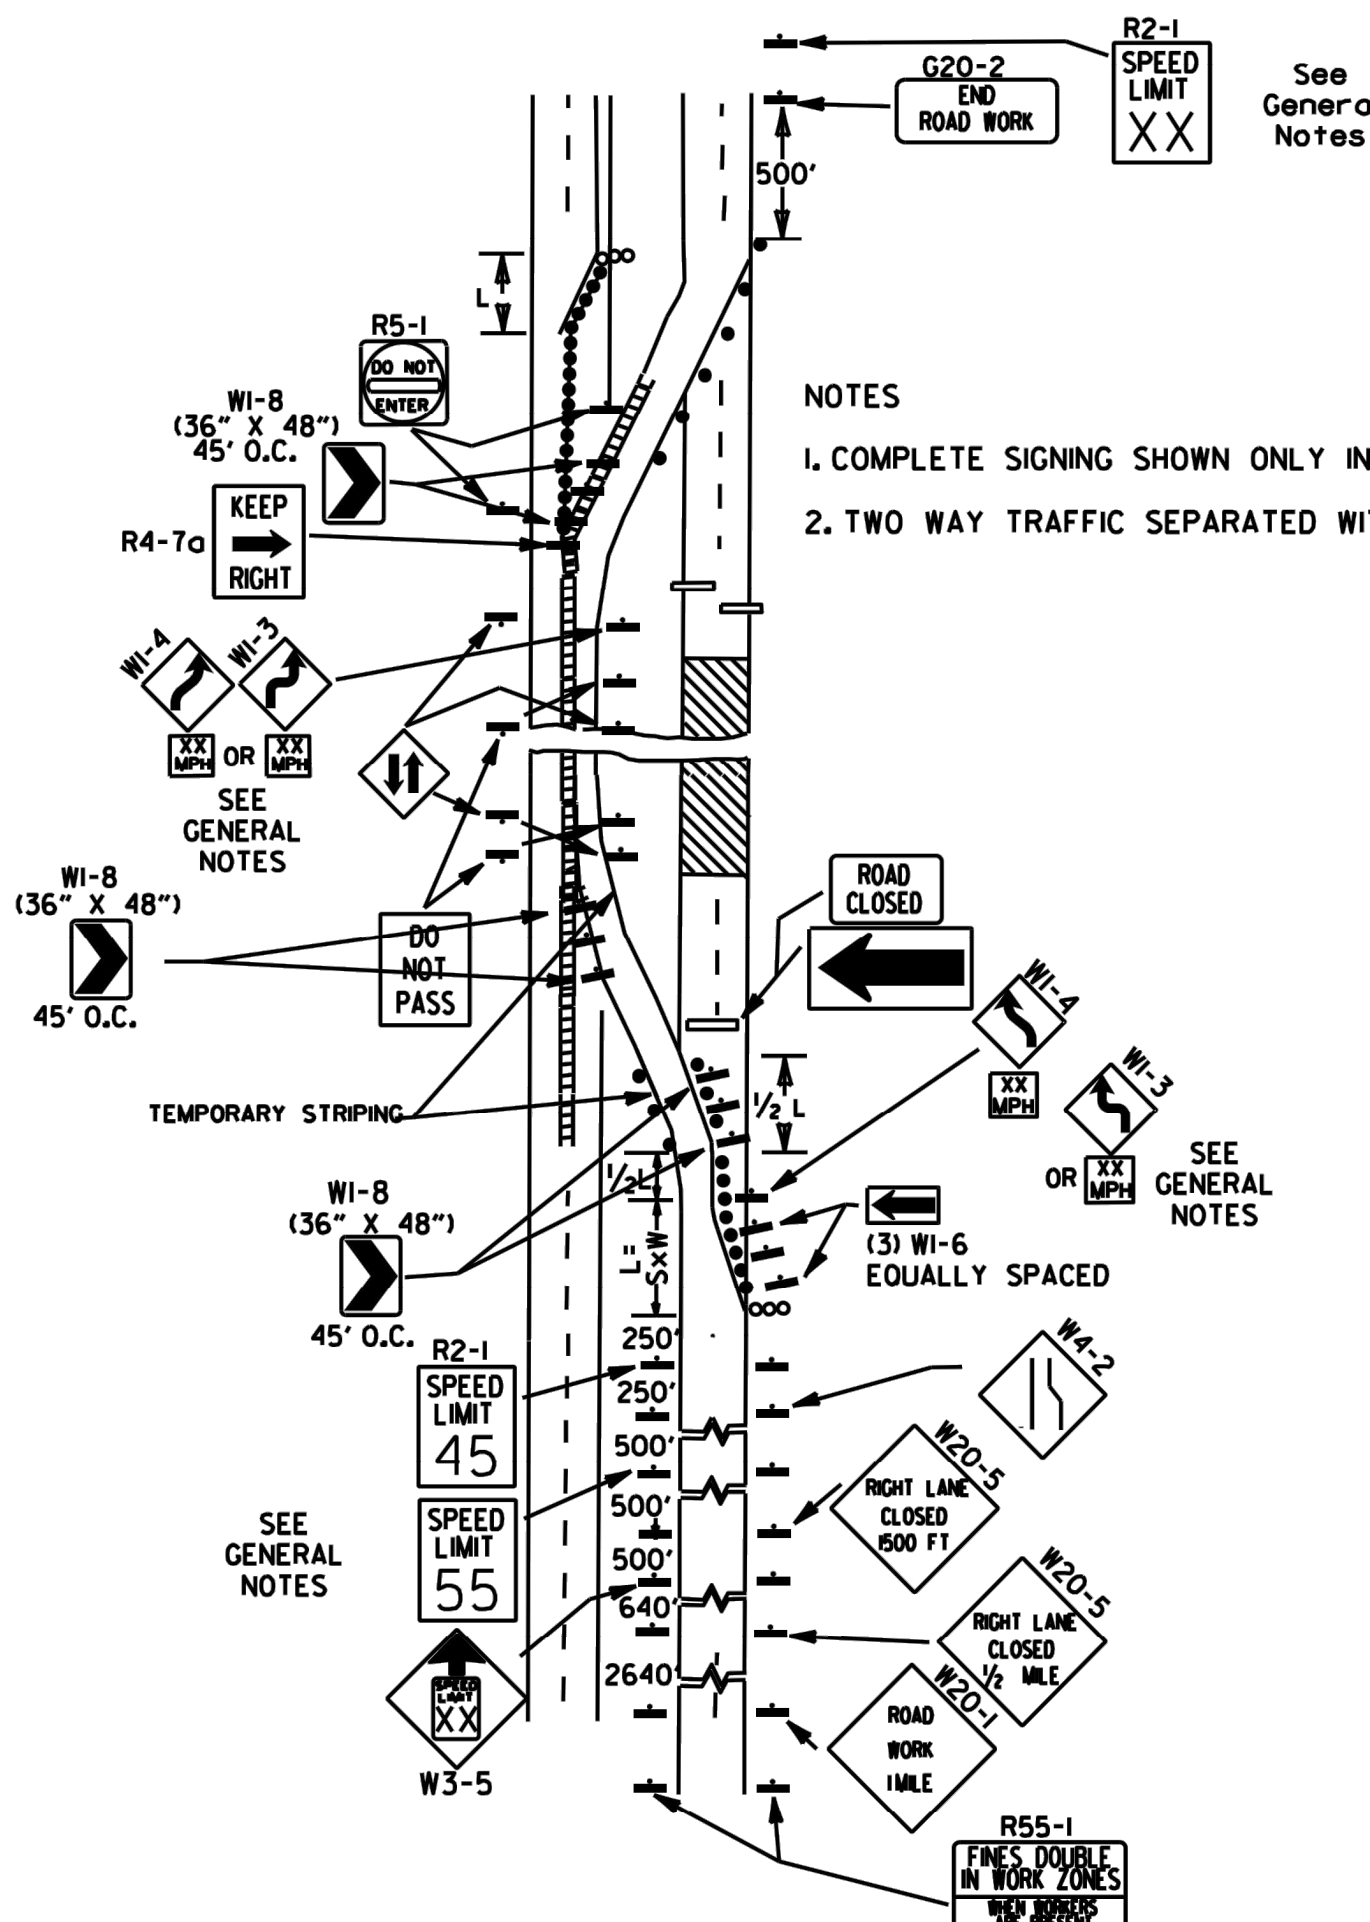 R2-1
SPEED
LIMIT
XX
See
Genera
Notes
G20-2
END
ROAD WORK
500'
L
R5-1
DO NOT
ENTER
W1-8
(36" X 48")
45' O.C.
KEEP
RIGHT
R4-7a
NOTES
1. COMPLETE SIGNING SHOWN ONLY IN
2. TWO WAY TRAFFIC SEPARATED WI
W1-4
W1-3
XX
MPH
OR
XX
MPH
SEE
GENERAL
NOTES
W1-8
(36" X 48")
45' O.C.
DO
NOT
PASS
ROAD
CLOSED
W1-4
XX
MPH
W1-3
OR
XX
MPH
SEE
GENERAL
NOTES
TEMPORARY STRIPING
1/2 L
1/2L
L=
SxW
W1-8
(36" X 48")
45' O.C.
(3) W1-6
EQUALLY SPACED
250'
R2-1
SPEED
LIMIT
45
250'
W4-2
500'
W20-5
RIGHT LANE
CLOSED
1500 FT
500'
SPEED
LIMIT
55
SEE
GENERAL
NOTES
500'
640'
W20-5
RIGHT LANE
CLOSED
1/2 MILE
2640'
SPEED
LIMIT
XX
W3-5
W20-1
ROAD
WORK
1 MILE
R55-1
FINES DOUBLE
IN WORK ZONES
WHEN WORKERS
ARE PRESENT